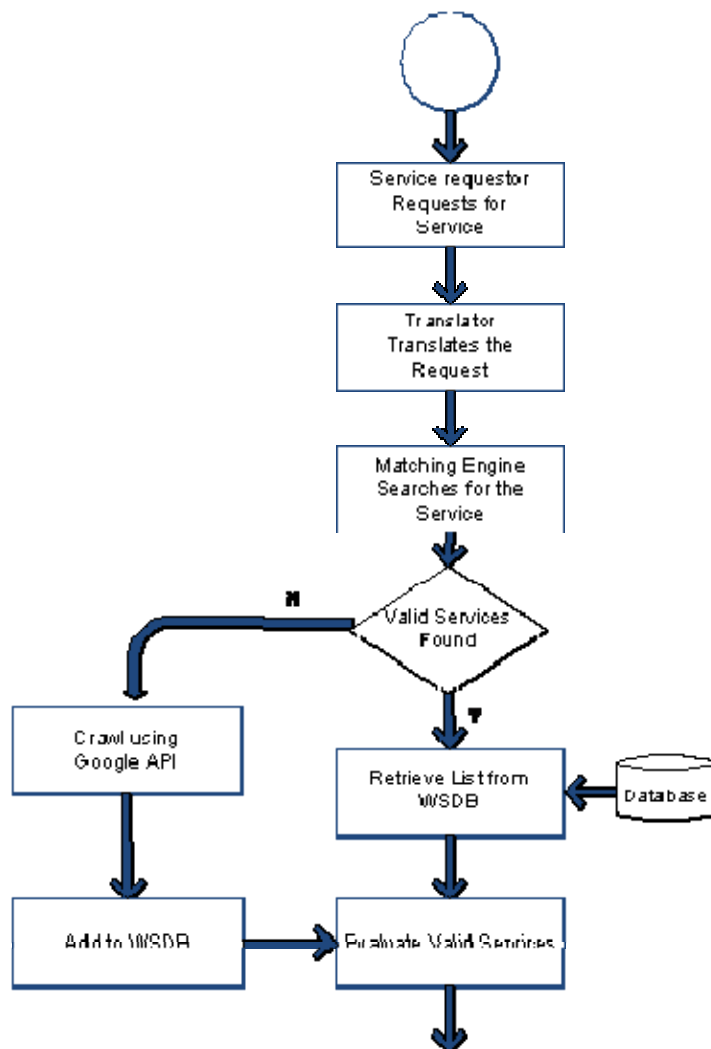 Service requestor
Requests for
Service
Translator
Translates the
Request
Matching Engine
Searches for the
Service
Valid Services
Found
N
Y
Crawl using
Google API
Retrieve List from
WSDB
Database
Add to WSDB
Evaluate Valid Services